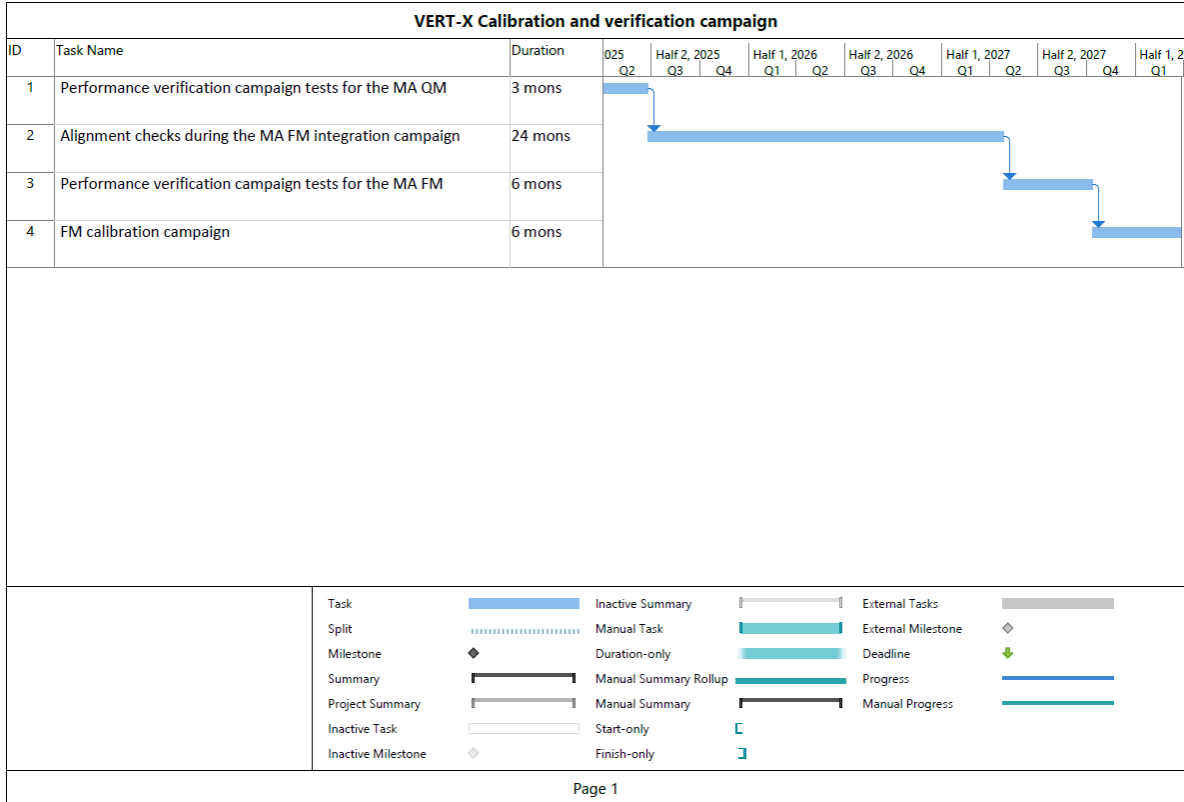 VERT-X Calibration and verification campaign
ID Task Name Duration 025 Half 2, 2025 Half 1, 2026 Half 2, 2026 Half 1, 2027 Half 2, 2027 Half 1, 2
Q2 Q3 Q4 Q1 Q2 Q3 Q4 Q1 Q2 Q3 Q4 Q1
1 Performance verification campaign tests for the MA QM 3 mons
2 Alignment checks during the MA FM integration campaign 24 mons
3 Performance verification campaign tests for the MA FM 6 mons
4 FM calibration campaign 6 mons
Task Inactive Summary External Tasks
Split Manual Task External Milestone
Milestone Duration-only Deadline
Summary Manual Summary Rollup Progress
Project Summary Manual Summary Manual Progress
Inactive Task Start-only
Inactive Milestone Finish-only
Page 1